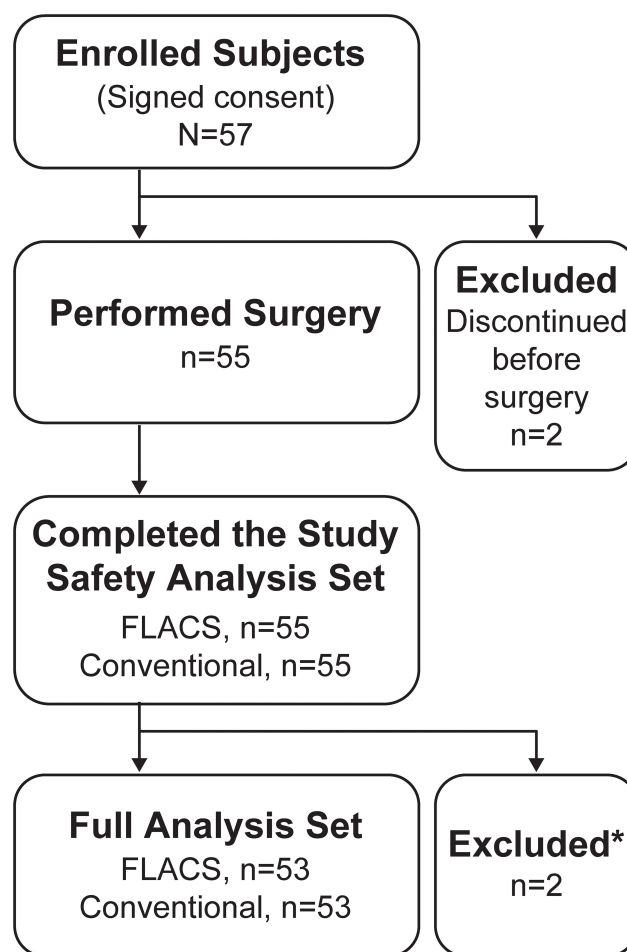 Enrolled Subjects
(Signed consent)
N=57
Performed Surgery
n=55
Excluded
Discontinued
before
surgery
n=2
Completed the Study
Safety Analysis Set
FLACS, n=55
Conventional, n=55
Full Analysis Set
FLACS, n=53
Conventional, n=53
Excluded*
n=2